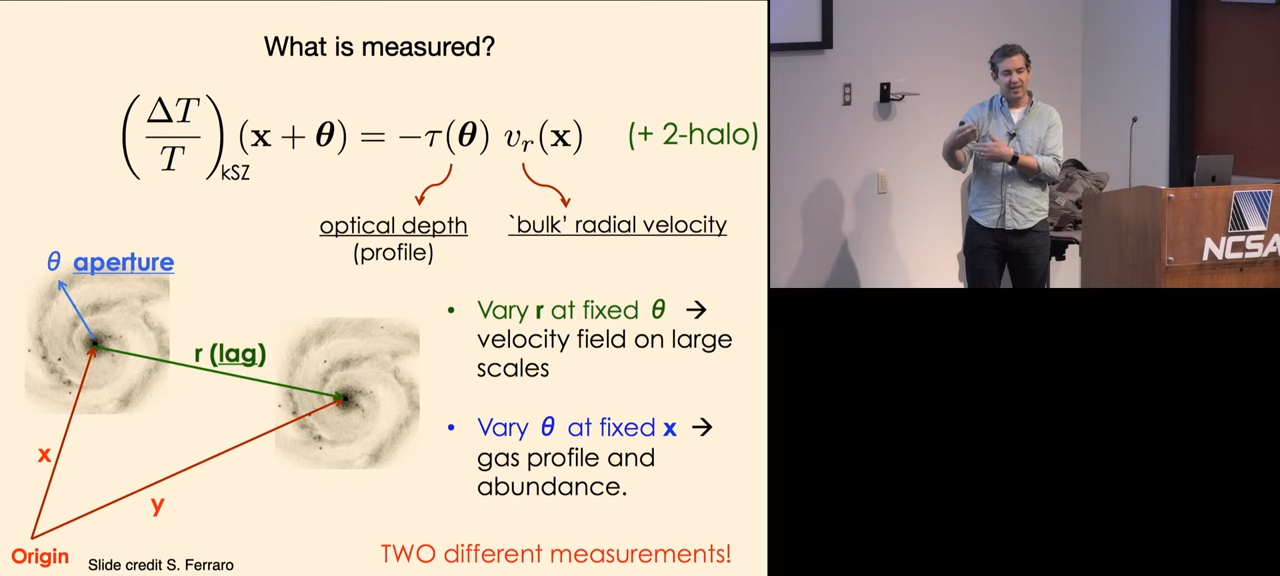 What is measured?
(ΔT/T)kSZ (x + θ) = −τ(θ) vr(x) (+ 2-halo)
optical depth
(profile)
`bulk' radial velocity
θ aperture
r (lag)
x
y
Origin
• Vary r at fixed θ →
velocity field on large
scales
• Vary θ at fixed x →
gas profile and
abundance.
TWO different measurements!
Slide credit S. Ferraro
NCSA